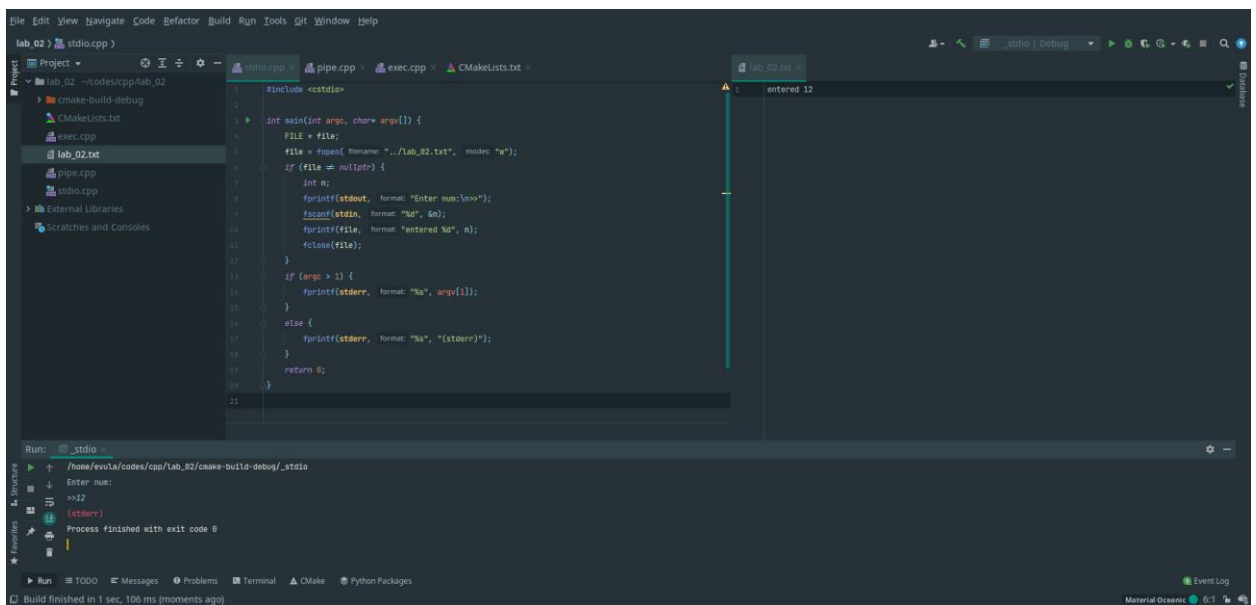 File Edit View Navigate Code Refactor Build Run Tools Git Window Help
lab_02 〉 stdio.cpp 〉
_stdio | Debug
Project
Project
lab_02 ~/codes/cpp/lab_02
cmake-build-debug
CMakeLists.txt
exec.cpp
lab_02.txt
pipe.cpp
stdio.cpp
External Libraries
Scratches and Consoles
stdio.cpp × pipe.cpp × exec.cpp × CMakeLists.txt ×
1 #include <cstdio>
2
3 int main(int argc, char* argv[]) {
4 FILE * file;
5 file = fopen( filename: "../lab_02.txt", modes: "w");
6 if (file ≠ nullptr) {
7 int n;
8 fprintf(stdout, format: "Enter num:\n>>");
9 fscanf(stdin, format: "%d", &n);
10 fprintf(file, format: "entered %d", n);
11 fclose(file);
12 }
13 if (argc > 1) {
14 fprintf(stderr, format: "%s", argv[1]);
15 }
16 else {
17 fprintf(stderr, format: "%s", "(stderr)");
18 }
19 return 0;
20 }
21
lab_02.txt ×
1 entered 12
Database
Run: _stdio ×
/home/evula/codes/cpp/lab_02/cmake-build-debug/_stdio
Enter num:
>>12
(stderr)
Process finished with exit code 0
Structure
Favorites
Run TODO Messages Problems Terminal CMake Python Packages
Event Log
Build finished in 1 sec, 106 ms (moments ago)
Material Oceanic 6:1